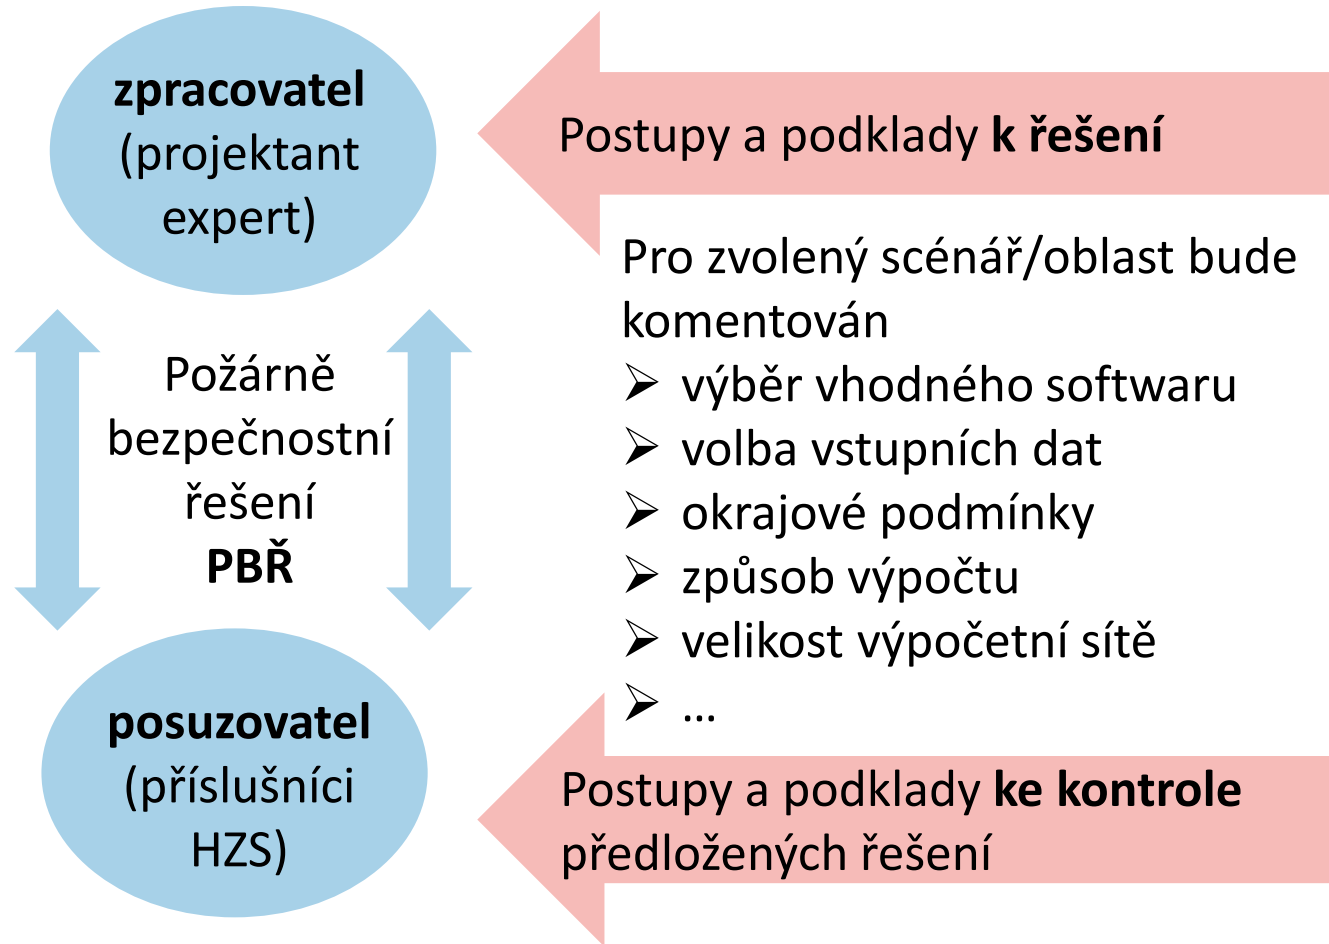 zpracovatel
(projektant
expert)
Postupy a podklady k řešení
Požárně
bezpečnostní
řešení
PBŘ
Pro zvolený scénář/oblast bude
komentován
➢ výběr vhodného softwaru
➢ volba vstupních dat
➢ okrajové podmínky
➢ způsob výpočtu
➢ velikost výpočetní sítě
➢ …
posuzovatel
(příslušníci
HZS)
Postupy a podklady ke kontrole
předložených řešení